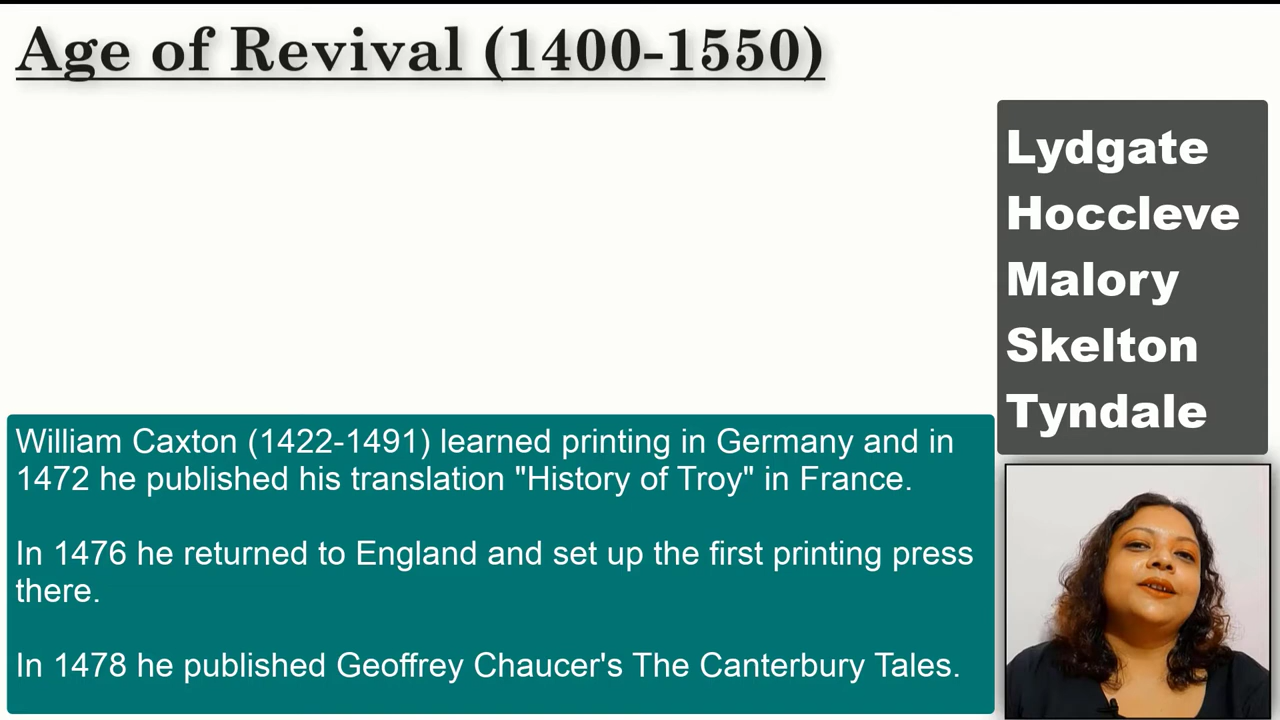 Age of Revival (1400-1550)
Lydgate
Hoccleve
Malory
Skelton
Tyndale
William Caxton (1422-1491) learned printing in Germany and in
1472 he published his translation "History of Troy" in France.
In 1476 he returned to England and set up the first printing press
there.
In 1478 he published Geoffrey Chaucer's The Canterbury Tales.